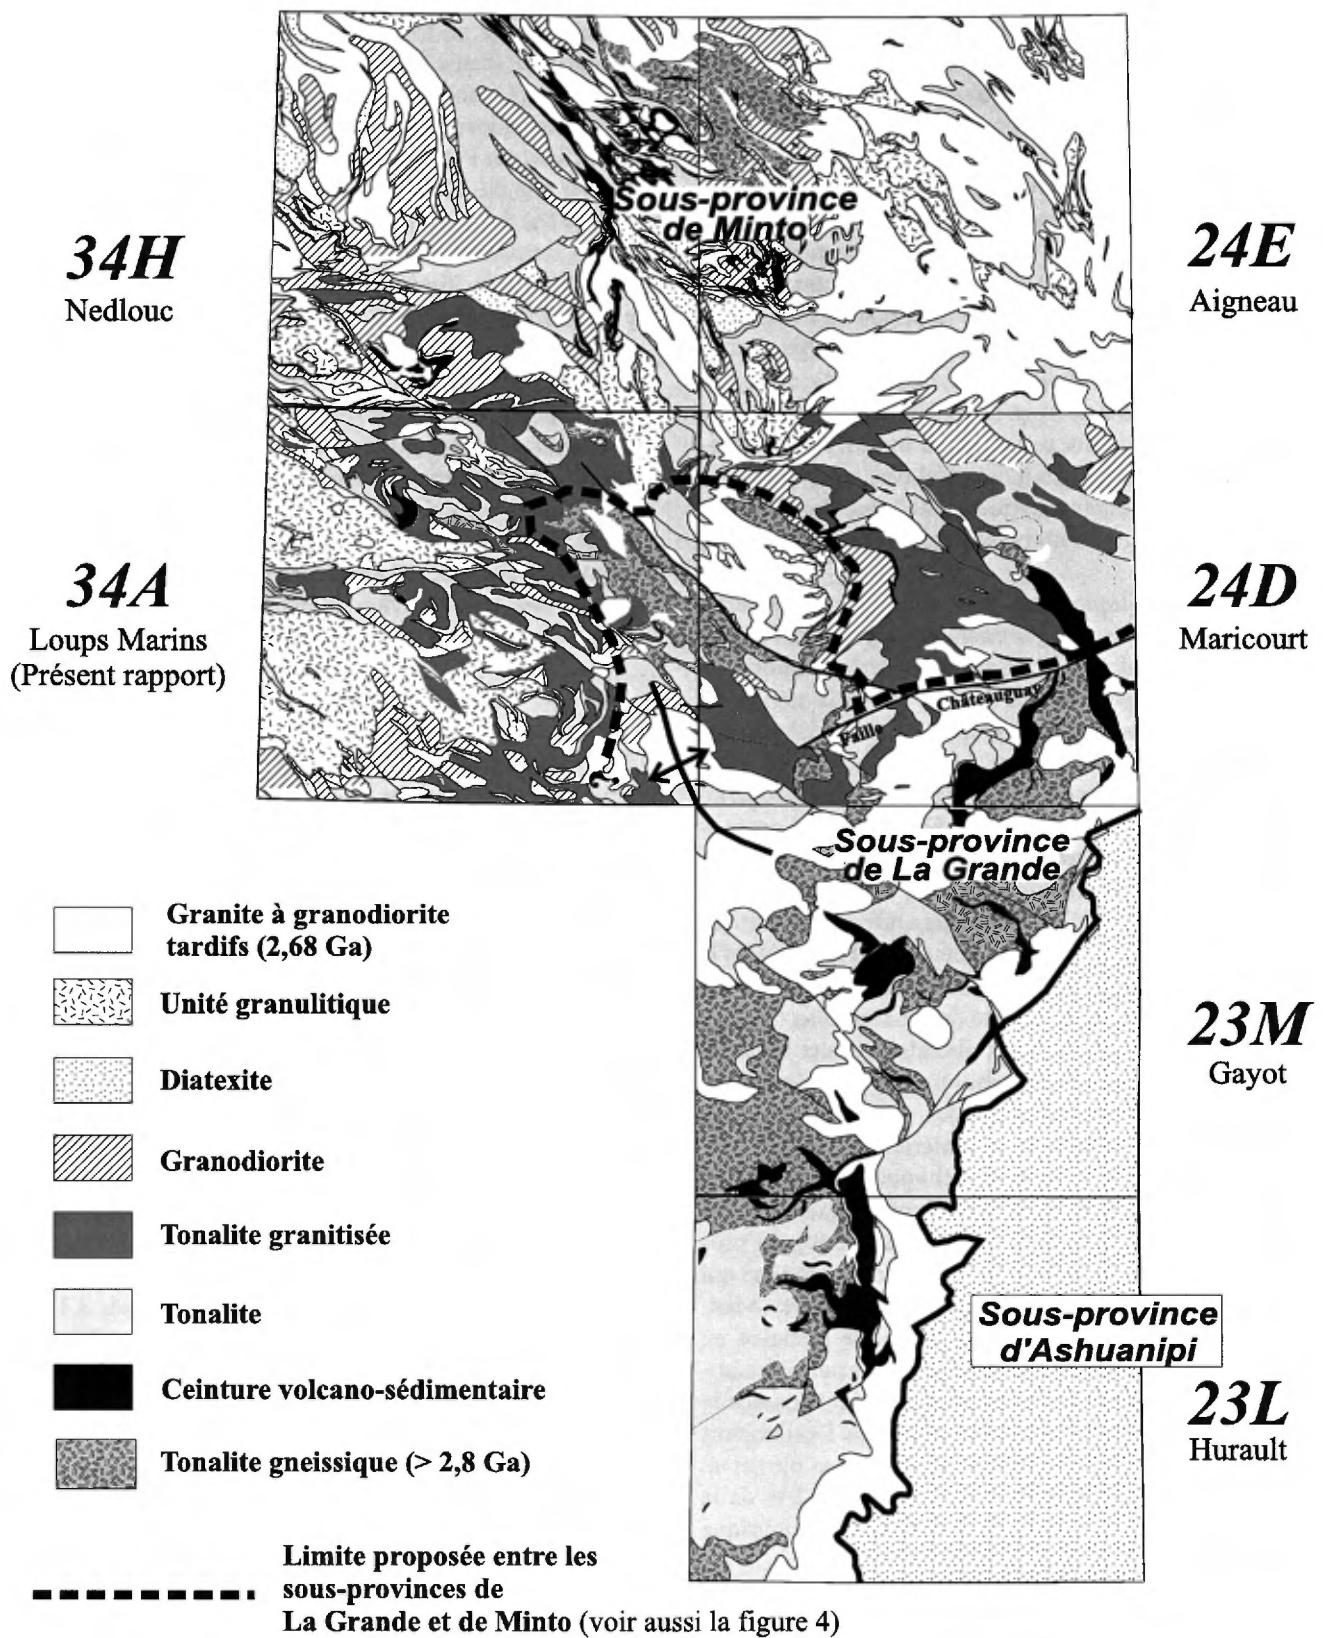 Sous-province
de Minto
34H
Nedlouc
24E
Aigneau
34A
Loups Marins
(Présent rapport)
24D
Maricourt
Faille
Châteauguay
Sous-province
de La Grande
23M
Gayot
Sous-province
d'Ashuanipi
23L
Hurault
Granite à granodiorite
tardifs (2,68 Ga)
Unité granulitique
Diatexite
Granodiorite
Tonalite granitisée
Tonalite
Ceinture volcano-sédimentaire
Tonalite gneissique (> 2,8 Ga)
Limite proposée entre les
sous-provinces de
La Grande et de Minto (voir aussi la figure 4)